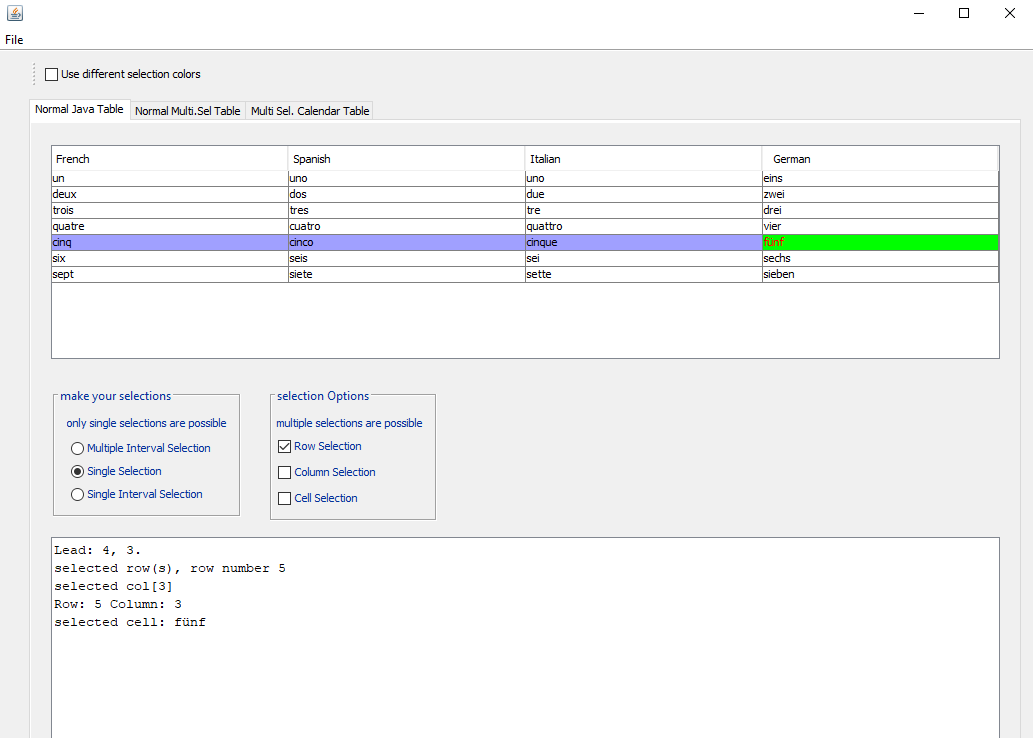 File
Use different selection colors
Normal Java Table Normal Multi.Sel Table Multi Sel. Calendar Table
French Spanish Italian German
un uno uno eins
deux dos due zwei
trois tres tre drei
quatre cuatro quattro vier
cinq cinco cinque fünf
six seis sei sechs
sept siete sette sieben
make your selections
only single selections are possible
Multiple Interval Selection
Single Selection
Single Interval Selection
selection Options
multiple selections are possible
Row Selection
Column Selection
Cell Selection
Lead: 4, 3.
selected row(s), row number 5
selected col[3]
Row: 5 Column: 3
selected cell: fünf